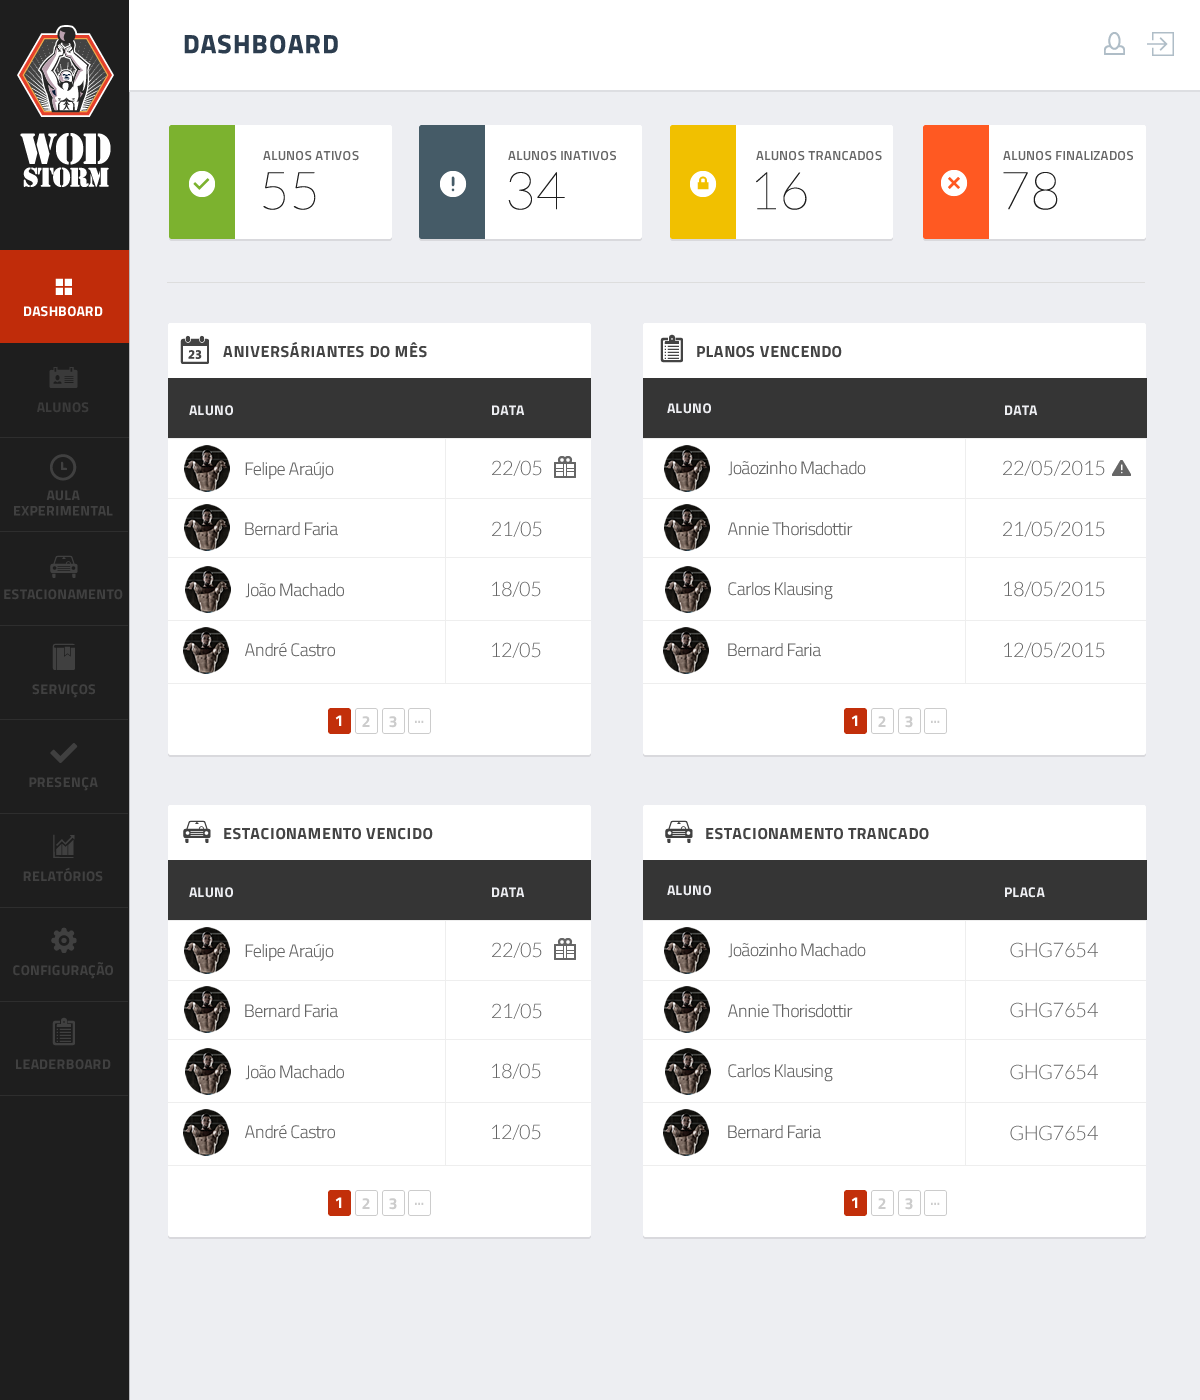 WOD
STORM
DASHBOARD
ALUNOS
AULA
EXPERIMENTAL
ESTACIONAMENTO
SERVIÇOS
PRESENÇA
RELATÓRIOS
CONFIGURAÇÃO
LEADERBOARD
DASHBOARD
ALUNOS ATIVOS
55
ALUNOS INATIVOS
34
ALUNOS TRANCADOS
16
ALUNOS FINALIZADOS
78
23 ANIVERSÁRIANTES DO MÊS
ALUNO DATA
Felipe Araújo 22/05
Bernard Faria 21/05
João Machado 18/05
André Castro 12/05
1 2 3 ...
PLANOS VENCENDO
ALUNO DATA
Joãozinho Machado 22/05/2015
Annie Thorisdottir 21/05/2015
Carlos Klausing 18/05/2015
Bernard Faria 12/05/2015
1 2 3 ...
ESTACIONAMENTO VENCIDO
ALUNO DATA
Felipe Araújo 22/05
Bernard Faria 21/05
João Machado 18/05
André Castro 12/05
1 2 3 ...
ESTACIONAMENTO TRANCADO
ALUNO PLACA
Joãozinho Machado GHG7654
Annie Thorisdottir GHG7654
Carlos Klausing GHG7654
Bernard Faria GHG7654
1 2 3 ...